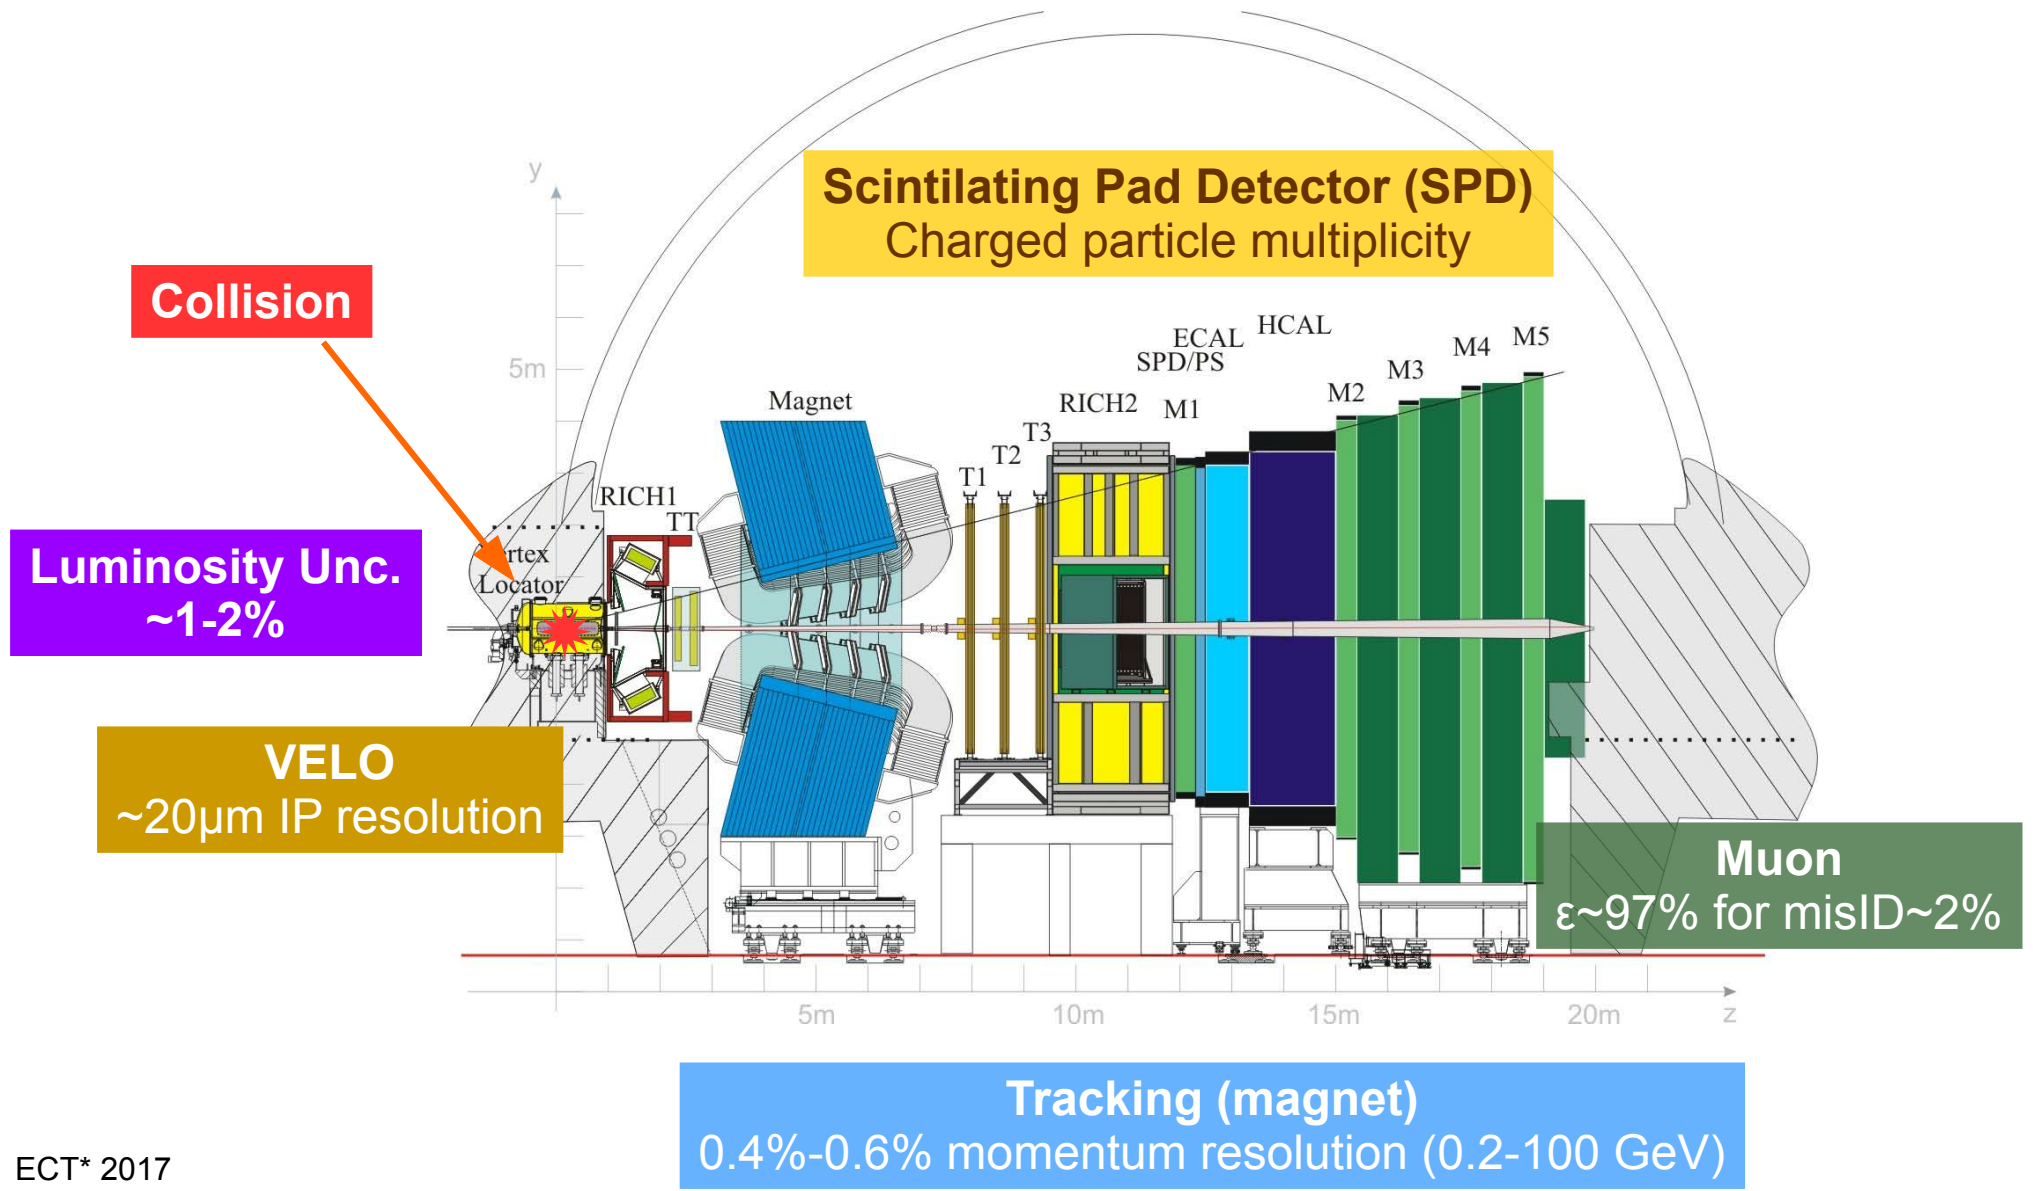 Scintilating Pad Detector (SPD)
Charged particle multiplicity
y
Collision
5m
HCAL
ECAL
SPD/PS
M5
M4
M3
M2
Magnet
RICH2
M1
T3
T2
T1
RICH1
TT
Locator
Luminosity Unc.
~1-2%
VELO
~20µm IP resolution
Muon
ε~97% for misID~2%
5m
10m
15m
20m
z
Tracking (magnet)
0.4%-0.6% momentum resolution (0.2-100 GeV)
ECT* 2017